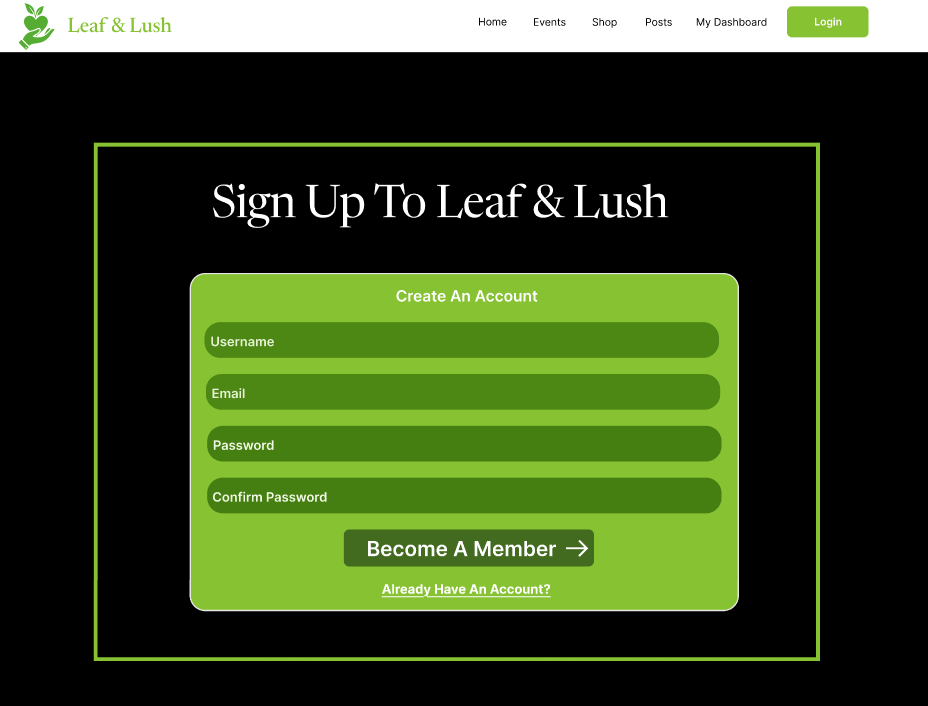 Leaf & Lush
Home Events Shop Posts My Dashboard Login
Sign Up To Leaf & Lush
Create An Account
Username
Email
Password
Confirm Password
Become A Member →
Already Have An Account?